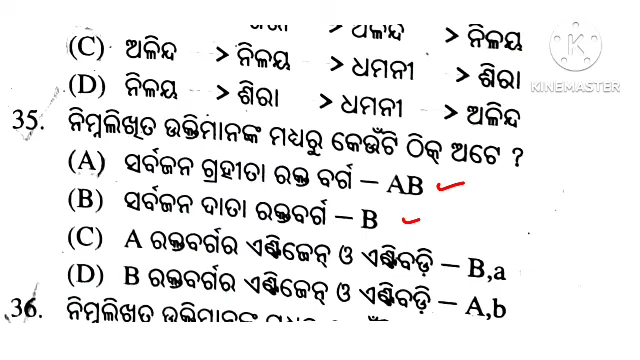 > ନିଳୟ
(C) ଅଳିନ୍ଦ > ନିଳୟ > ଧମନୀ > ଶିରା
(D) ନିଳୟ > ଶିରା > ଧମନୀ > ଅଳିନ୍ଦ
35. ନିମ୍ନଲିଖିତ ଉକ୍ତିମାନଙ୍କ ମଧ୍ୟରୁ କେଉଁଟି ଠିକ୍ ଅଟେ ?
(A) ସର୍ବଜନ ଗ୍ରହୀତା ରକ୍ତ ବର୍ଗ – AB
(B) ସର୍ବଜନ ଦାତା ରକ୍ତବର୍ଗ – B
(C) A ରକ୍ତବର୍ଗର ଏଣ୍ଟିଜେନ୍ ଓ ଏଣ୍ଟିବଡ଼ି – B,a
(D) B ରକ୍ତବର୍ଗର ଏଣ୍ଟିଜେନ୍ ଓ ଏଣ୍ଟିବଡ଼ି – A,b
36. ନିମ୍ନଲିଖିତ
K
KINEMASTER